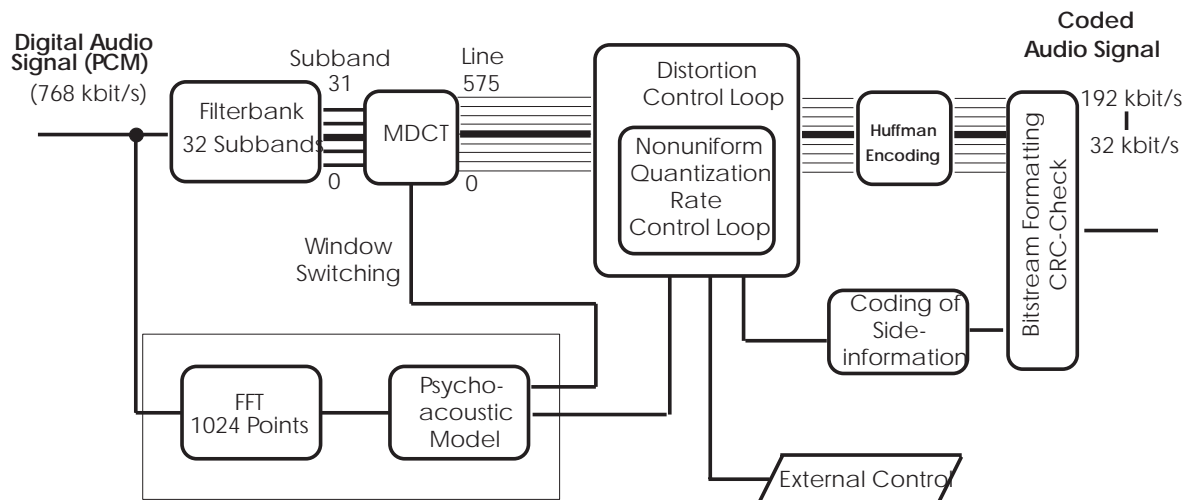 Digital Audio
Signal (PCM)
(768 kbit/s)
Filterbank
32 Subbands
Subband
31
0
MDCT
Line
575
0
Window
Switching
Distortion
Control Loop
Nonuniform
Quantization
Rate
Control Loop
Huffman
Encoding
Bitstream Formatting
CRC-Check
Coded
Audio Signal
192 kbit/s
32 kbit/s
Coding of
Side-
information
FFT
1024 Points
Psycho-
acoustic
Model
External Control